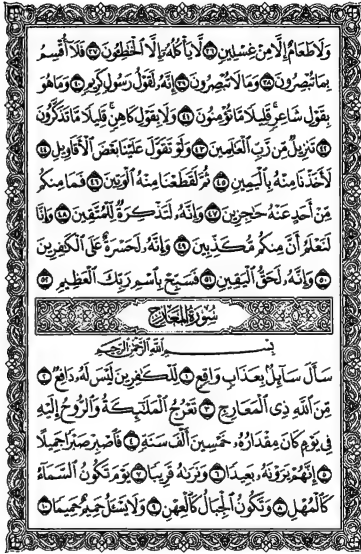 وَلَا طَعَامٌ إِلَّا مِنْ غِسْلِينٍ ٣٦ لَّا يَأْكُلُهُۥٓ إِلَّا ٱلْخَٰطِـُٔونَ ٣٧ فَلَآ أُقْسِمُ
بِمَا تُبْصِرُونَ ٣٨ وَمَا لَا تُبْصِرُونَ ٣٩ إِنَّهُۥ لَقَوْلُ رَسُولٍ كَرِيمٍ ٤٠ وَمَا هُوَ
بِقَوْلِ شَاعِرٍ ۚ قَلِيلًا مَّا تُؤْمِنُونَ ٤١ وَلَا بِقَوْلِ كَاهِنٍ ۚ قَلِيلًا مَّا تَذَكَّرُونَ
٤٢ تَنزِيلٌ مِّن رَّبِّ ٱلْعَٰلَمِينَ ٤٣ وَلَوْ تَقَوَّلَ عَلَيْنَا بَعْضَ ٱلْأَقَاوِيلِ ٤٤
لَأَخَذْنَا مِنْهُ بِٱلْيَمِينِ ٤٥ ثُمَّ لَقَطَعْنَا مِنْهُ ٱلْوَتِينَ ٤٦ فَمَا مِنكُم
مِّنْ أَحَدٍ عَنْهُ حَٰجِزِينَ ٤٧ وَإِنَّهُۥ لَتَذْكِرَةٌ لِّلْمُتَّقِينَ ٤٨ وَإِنَّا
لَنَعْلَمُ أَنَّ مِنكُم مُّكَذِّبِينَ ٤٩ وَإِنَّهُۥ لَحَسْرَةٌ عَلَى ٱلْكَٰفِرِينَ
٥٠ وَإِنَّهُۥ لَحَقُّ ٱلْيَقِينِ ٥١ فَسَبِّحْ بِٱسْمِ رَبِّكَ ٱلْعَظِيمِ ٥٢
سُورَةُ المَعَارِجِ
بِسْمِ ٱللَّهِ ٱلرَّحْمَٰنِ ٱلرَّحِيمِ
سَأَلَ سَآئِلٌۢ بِعَذَابٍ وَاقِعٍ ١ لِّلْكَٰفِرِينَ لَيْسَ لَهُۥ دَافِعٌ ٢
مِّنَ ٱللَّهِ ذِى ٱلْمَعَارِجِ ٣ تَعْرُجُ ٱلْمَلَٰٓئِكَةُ وَٱلرُّوحُ إِلَيْهِ
فِى يَوْمٍ كَانَ مِقْدَارُهُۥ خَمْسِينَ أَلْفَ سَنَةٍ ٤ فَٱصْبِرْ صَبْرًا جَمِيلًا
٥ إِنَّهُمْ يَرَوْنَهُۥ بَعِيدًا ٦ وَنَرَىٰهُ قَرِيبًا ٧ يَوْمَ تَكُونُ ٱلسَّمَآءُ
كَٱلْمُهْلِ ٨ وَتَكُونُ ٱلْجِبَالُ كَٱلْعِهْنِ ٩ وَلَا يَسْـَٔلُ حَمِيمٌ حَمِيمًا ١٠